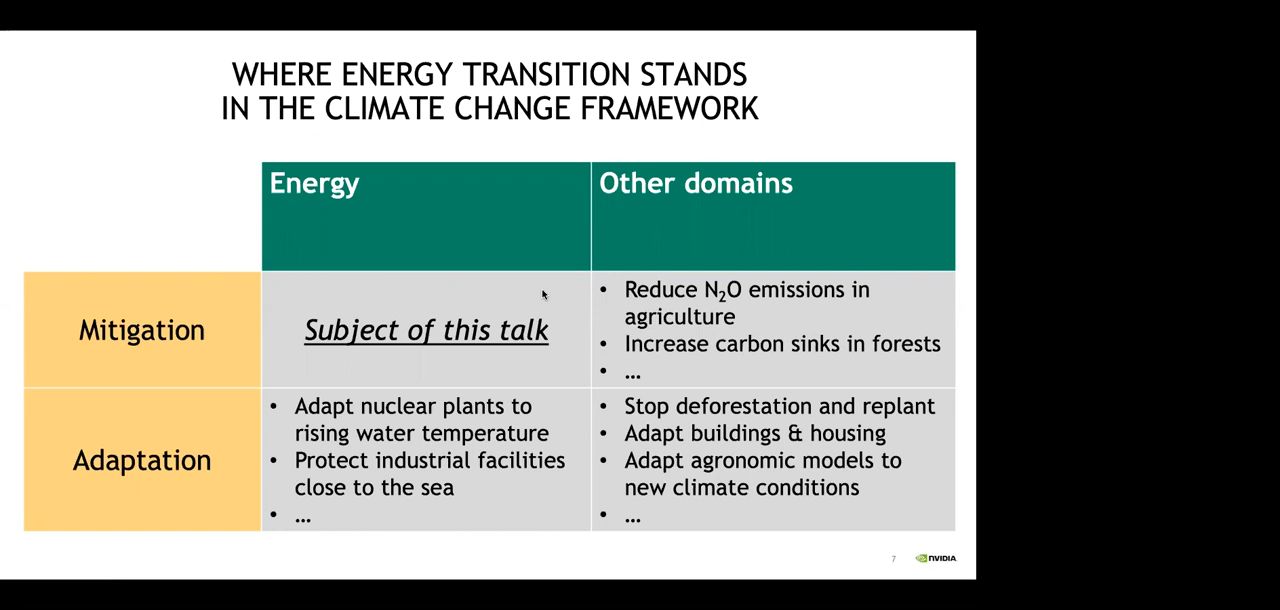 WHERE ENERGY TRANSITION STANDS
IN THE CLIMATE CHANGE FRAMEWORK
Energy
Other domains
Mitigation
Subject of this talk
• Reduce N₂O emissions in
agriculture
• Increase carbon sinks in forests
• ...
Adaptation
• Adapt nuclear plants to
rising water temperature
• Protect industrial facilities
close to the sea
• ...
• Stop deforestation and replant
• Adapt buildings & housing
• Adapt agronomic models to
new climate conditions
• ...
7
NVIDIA